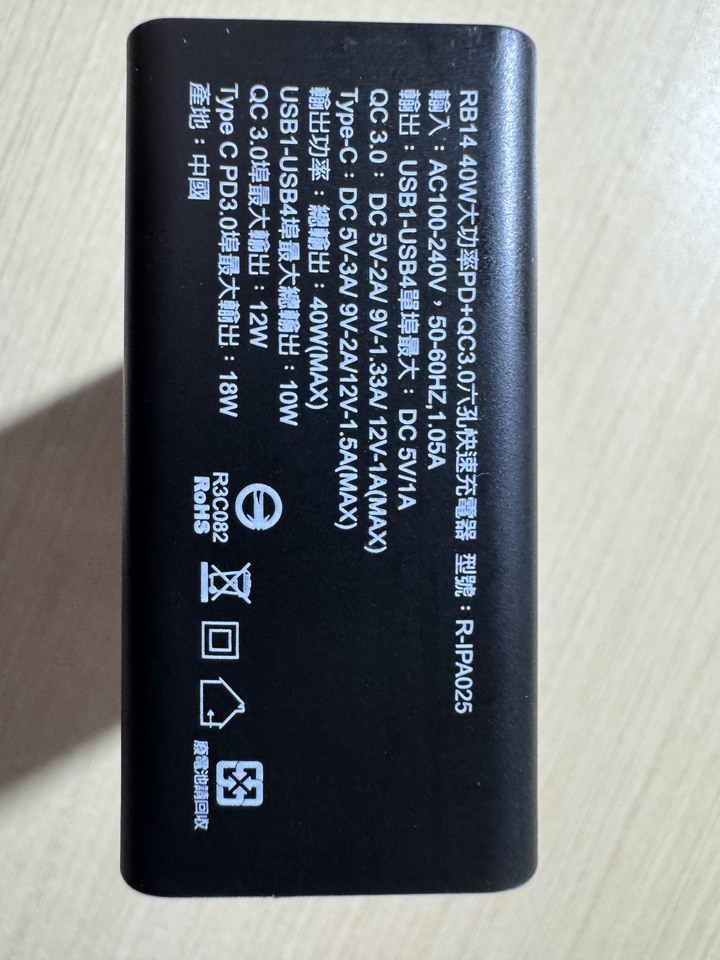 RB14 40W大功率PD+QC3.0六孔快速充電器 型號：R-IPA025
輸入：AC100-240V，50-60HZ,1.05A
輸出：USB1-USB4單埠最大：DC 5V/1A
QC 3.0： DC 5V-2A/ 9V-1.33A/ 12V-1A(MAX)
Type-C：DC 5V-3A/ 9V-2A/12V-1.5A(MAX)
輸出功率：總輸出：40W(MAX)
USB1-USB4埠最大總輸出：10W
QC 3.0埠最大輸出：12W
Type C PD3.0埠最大輸出：18W
產地：中國
R3C082
RoHS
廢電池請回收